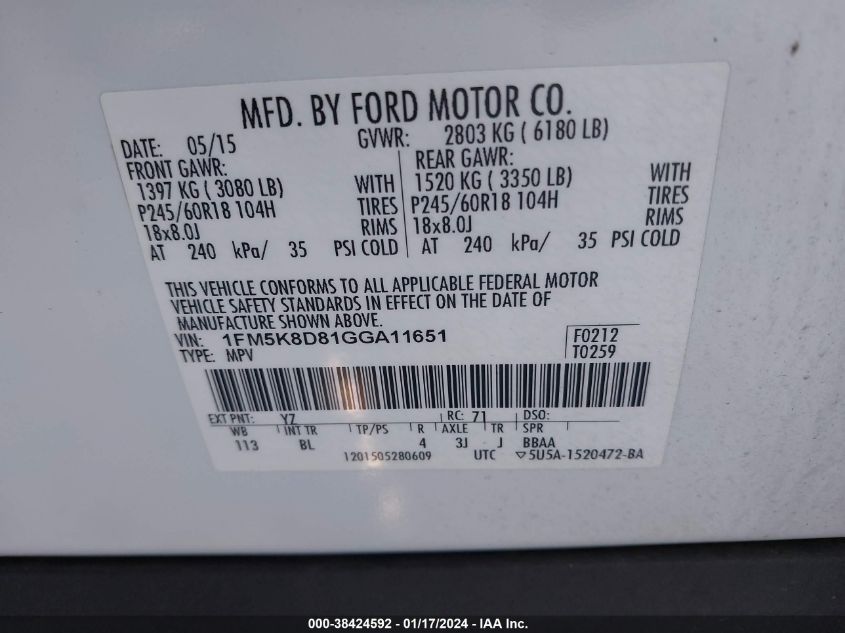 MFD. BY FORD MOTOR CO.
DATE: 05/15 GVWR: 2803 KG ( 6180 LB)
FRONT GAWR: REAR GAWR:
1397 KG ( 3080 LB) WITH 1520 KG ( 3350 LB) WITH
P245/60R18 104H TIRES P245/60R18 104H TIRES
18x8.0J RIMS 18x8.0J RIMS
AT 240 kPa/ 35 PSI COLD AT 240 kPa/ 35 PSI COLD
THIS VEHICLE CONFORMS TO ALL APPLICABLE FEDERAL MOTOR
VEHICLE SAFETY STANDARDS IN EFFECT ON THE DATE OF
MANUFACTURE SHOWN ABOVE.
VIN: 1FM5K8D81GGA11651 F0212
TYPE: MPV T0259
EXT PNT: YZ RC: 71 DSO:
WB INT TR TP/PS R AXLE TR SPR
113 BL 4 3J J BBAA
1201505280609 UTC ▽5U5A-1520472-BA
000-38424592 - 01/17/2024 - IAA Inc.